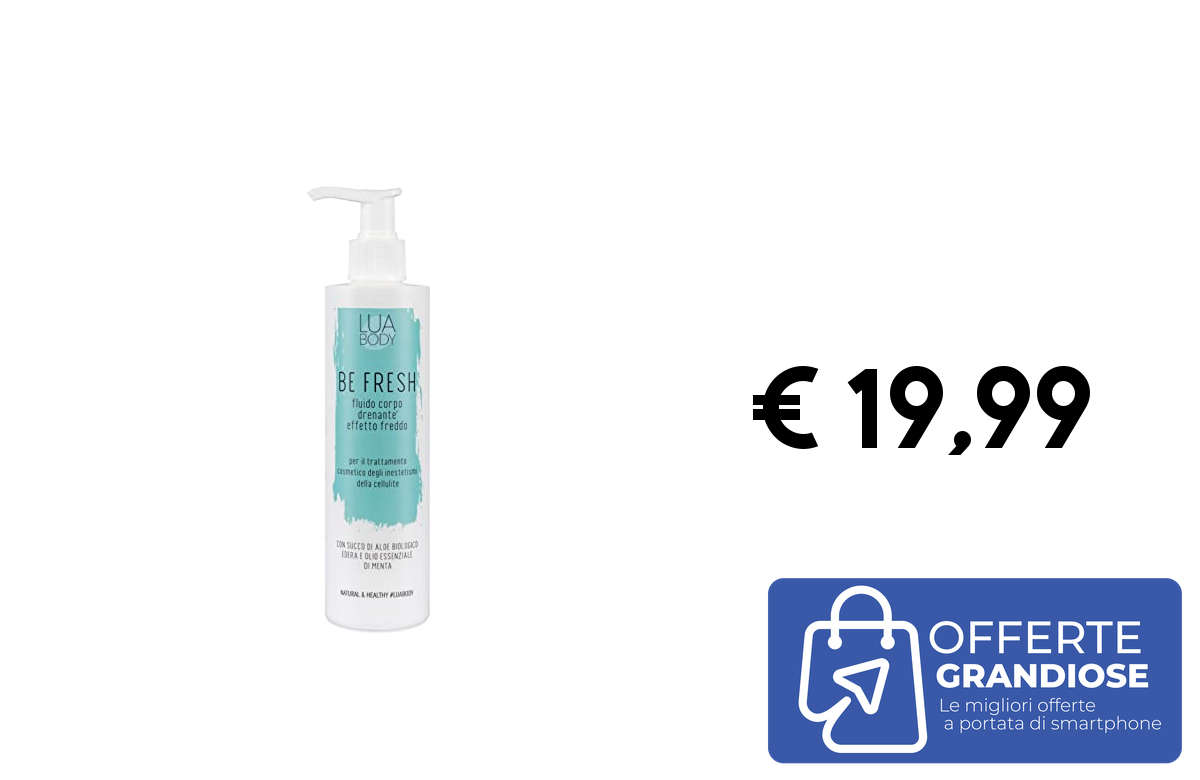 LUA
BODY
BE FRESH
fluido corpo
drenante
effetto freddo
per il trattamento
cosmetico degli inestetismi
della cellulite
CON SUCCO DI ALOE BIOLOGICO
EDERA E OLIO ESSENZIALE
DI MENTA
NATURAL & HEALTHY #LUABODY
€ 19,99
OFFERTE
GRANDIOSE
Le migliori offerte
a portata di smartphone